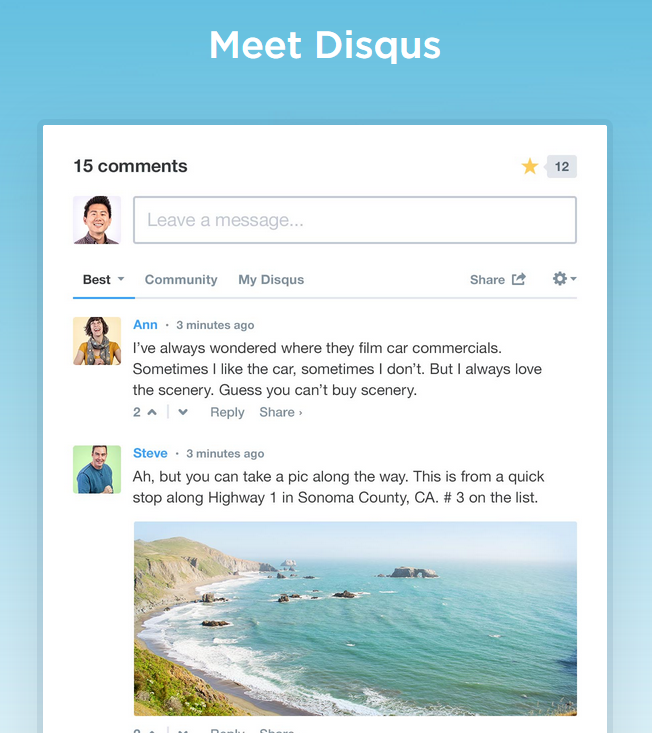 Meet Disqus
15 comments
12
Leave a message...
Best
Community
My Disqus
Share
Ann · 3 minutes ago
I've always wondered where they film car commercials.
Sometimes I like the car, sometimes I don't. But I always love
the scenery. Guess you can't buy scenery.
2
Reply
Share ›
Steve · 3 minutes ago
Ah, but you can take a pic along the way. This is from a quick
stop along Highway 1 in Sonoma County, CA. # 3 on the list.
Reply
Share